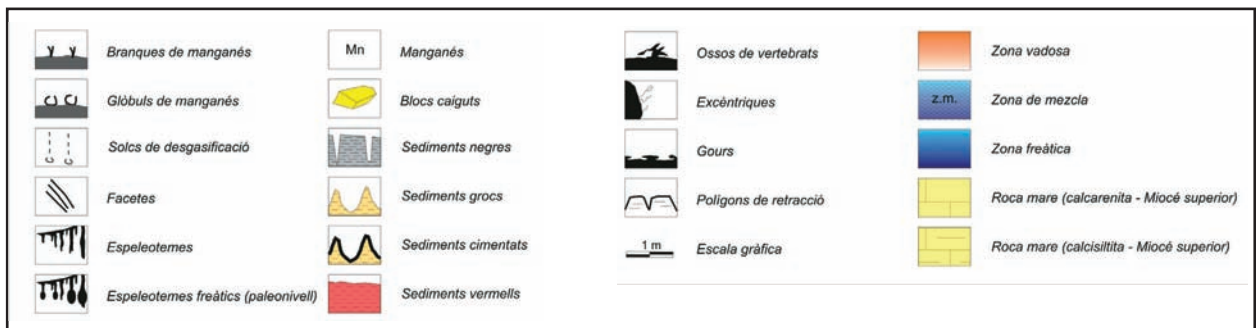 Branques de manganés
Glòbuls de manganés
Solcs de desgasificació
Facetes
Espeleotemes
Espeleotemes freàtics (paleonivell)
Mn
Manganés
Blocs caiguts
Sediments negres
Sediments grocs
Sediments cimentats
Sediments vermells
Ossos de vertebrats
Excèntriques
Gours
Polígons de retracció
1 m
Escala gràfica
Zona vadosa
z.m.
Zona de mezcla
Zona freàtica
Roca mare (calcarenita - Miocé superior)
Roca mare (calcisiltita - Miocé superior)